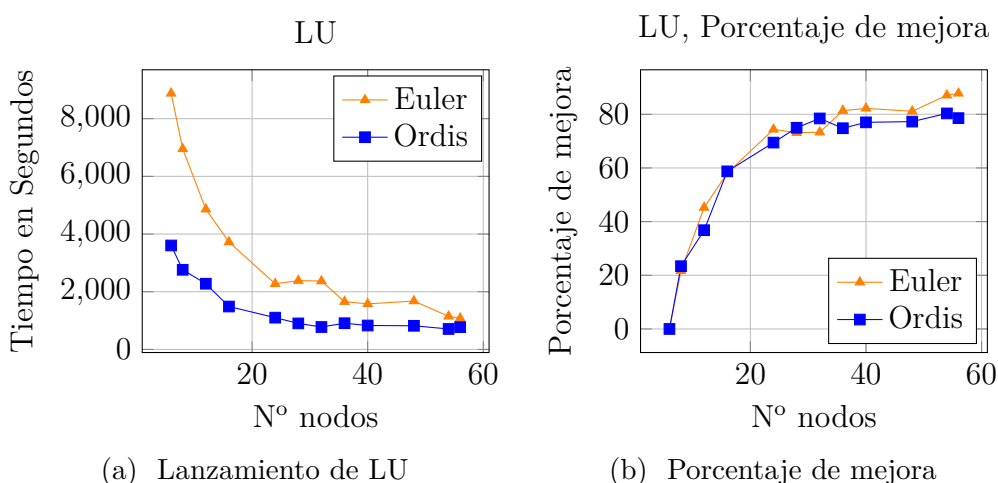 LU
Tiempo en Segundos
8,000
6,000
4,000
2,000
0
20
40
60
Nº nodos
Euler
Ordis
(a) Lanzamiento de LU
LU, Porcentaje de mejora
Porcentaje de mejora
80
60
40
20
0
20
40
60
Nº nodos
Euler
Ordis
(b) Porcentaje de mejora